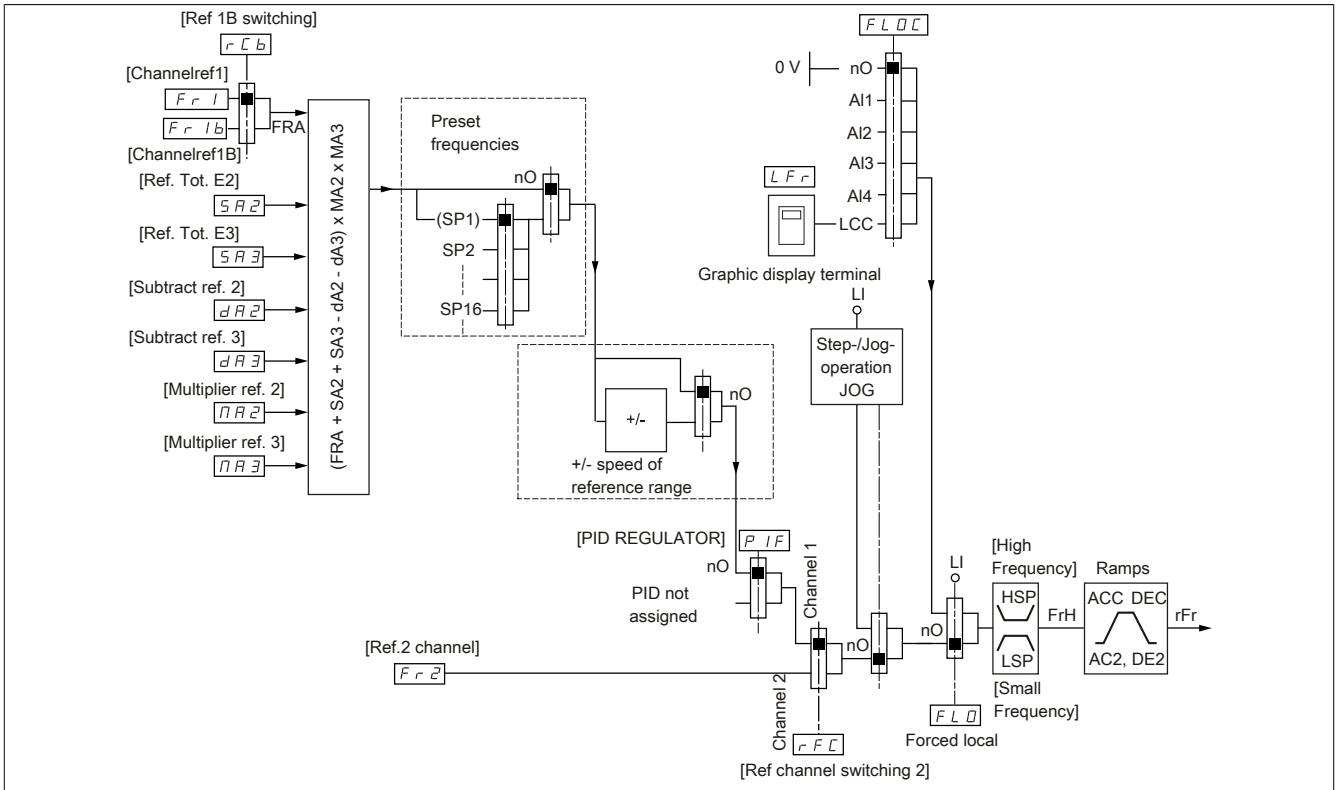 [Ref 1B switching]
rCb
[Channelref1]
Fr1
Fr1b
FRA
[Channelref1B]
[Ref. Tot. E2]
SA2
[Ref. Tot. E3]
SA3
[Subtract ref. 2]
dA2
[Subtract ref. 3]
dA3
[Multiplier ref. 2]
MA2
[Multiplier ref. 3]
MA3
(FRA + SA2 + SA3 - dA2 - dA3) x MA2 x MA3
Preset
frequencies
nO
(SP1)
SP2
SP16
+/-
nO
+/- speed of
reference range
[PID REGULATOR]
PIF
nO
PID not
assigned
Channel 1
[Ref.2 channel]
Fr2
Channel 2
rFC
[Ref channel switching 2]
FLOC
0 V
nO
AI1
AI2
AI3
AI4
LCC
LFr
Graphic display terminal
LI
Step-/Jog-
operation
JOG
nO
LI
nO
FLO
Forced local
[High
Frequency]
HSP
LSP
[Small
Frequency]
FrH
Ramps
ACC DEC
AC2, DE2
rFr